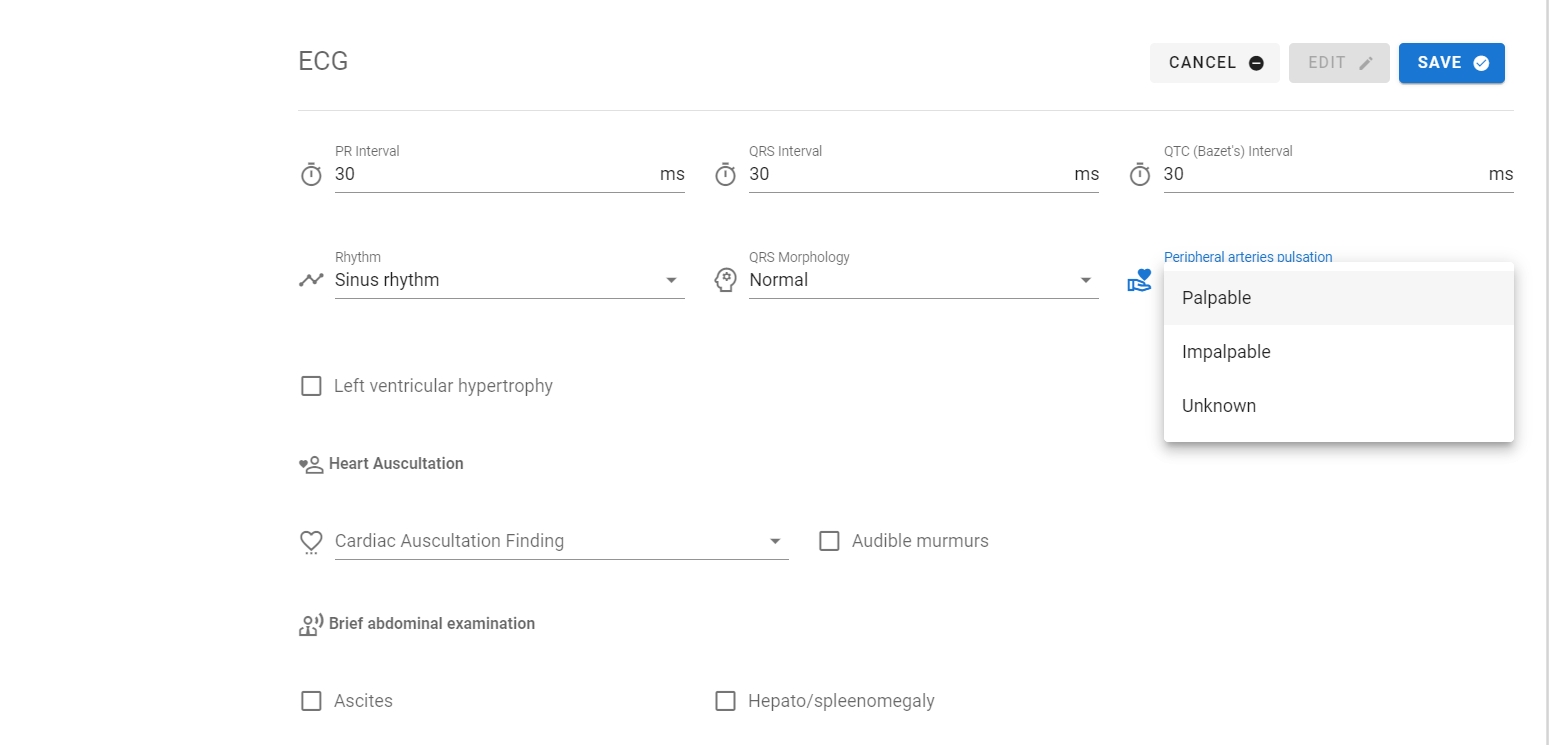 ECG
CANCEL
EDIT
SAVE
PR Interval
30 ms
QRS Interval
30 ms
QTC (Bazet's) Interval
30 ms
Rhythm
Sinus rhythm
QRS Morphology
Normal
Peripheral arteries pulsation
Palpable
Impalpable
Unknown
Left ventricular hypertrophy
Heart Auscultation
Cardiac Auscultation Finding
Audible murmurs
Brief abdominal examination
Ascites
Hepato/spleenomegaly